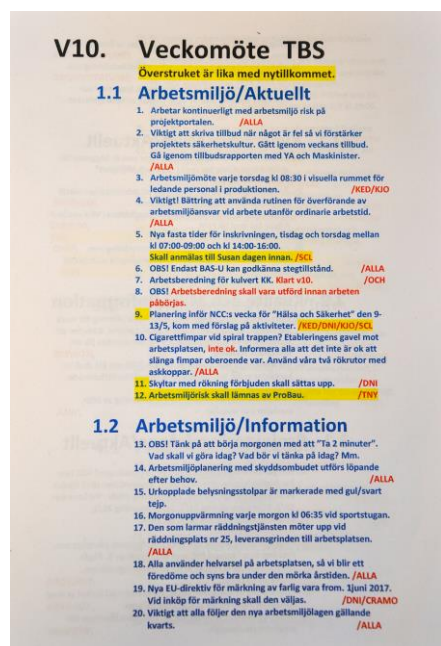 V10. Veckomöte TBS
Överstruket är lika med nytillkommet.
1.1 Arbetsmiljö/Aktuellt
1. Arbetar kontinuerligt med arbetsmiljö risk på
projektportalen. /ALLA
2. Viktigt att skriva tillbud när något är fel så vi förstärker
projektets säkerhetskultur. Gått igenom veckans tillbud.
Gå igenom tillbudsrapporten med YA och Maskinister.
/ALLA
3. Arbetsmiljömöte varje torsdag kl 08:30 i visuella rummet för
ledande personal i produktionen. /KED/KJO
4. Viktigt! Bättring att använda rutinen för överförande av
arbetsmiljöansvar vid arbete utanför ordinarie arbetstid.
/ALLA
5. Nya fasta tider för inskrivningen, tisdag och torsdag mellan
kl 07:00-09:00 och kl 14:00-16:00.
Skall anmälas till Susan dagen innan. /SCL
6. OBS! Endast BAS-U kan godkänna stegtillstånd. /ALLA
7. Arbetsberedning för kulvert KK. Klart v10. /OCH
8. OBS! Arbetsberedning skall vara utförd innan arbeten
påbörjas.
9. Planering inför NCC:s vecka för "Hälsa och Säkerhet" den 9-
13/5, kom med förslag på aktiviteter. /KED/DNI/KJO/SCL
10. Cigarettfimpar vid spiral trappan? Etableringens gavel mot
arbetsplatsen, inte ok. Informera alla att det inte är ok att
slänga fimpar oberoende var. Använd våra två rökrutor med
askkoppar. /ALLA
11. Skyltar med rökning förbjuden skall sättas upp. /DNI
12. Arbetsmiljörisk skall lämnas av ProBau. /TNY
1.2 Arbetsmiljö/Information
13. OBS! Tänk på att börja morgonen med att "Ta 2 minuter".
Vad skall vi göra idag? Vad bör vi tänka på idag? Mm.
14. Arbetsmiljöplanering med skyddsombudet utförs löpande
efter behov. /ALLA
15. Urkopplade belysningsstolpar är markerade med gul/svart
tejp.
16. Morgonuppvärmning varje morgon kl 06:35 vid sportstugan.
17. Den som larmar räddningstjänsten möter upp vid
räddningsplats nr 25, leveransgrinden till arbetsplatsen.
/ALLA
18. Alla använder helvarsel på arbetsplatsen, så vi blir ett
föredöme och syns bra under den mörka årstiden. /ALLA
19. Nya EU-direktiv för märkning av farlig vara from. 1juni 2017.
Vid inköp för märkning skall den väljas. /DNI/CRAMO
20. Viktigt att alla följer den nya arbetsmiljölagen gällande
kvarts. /ALLA